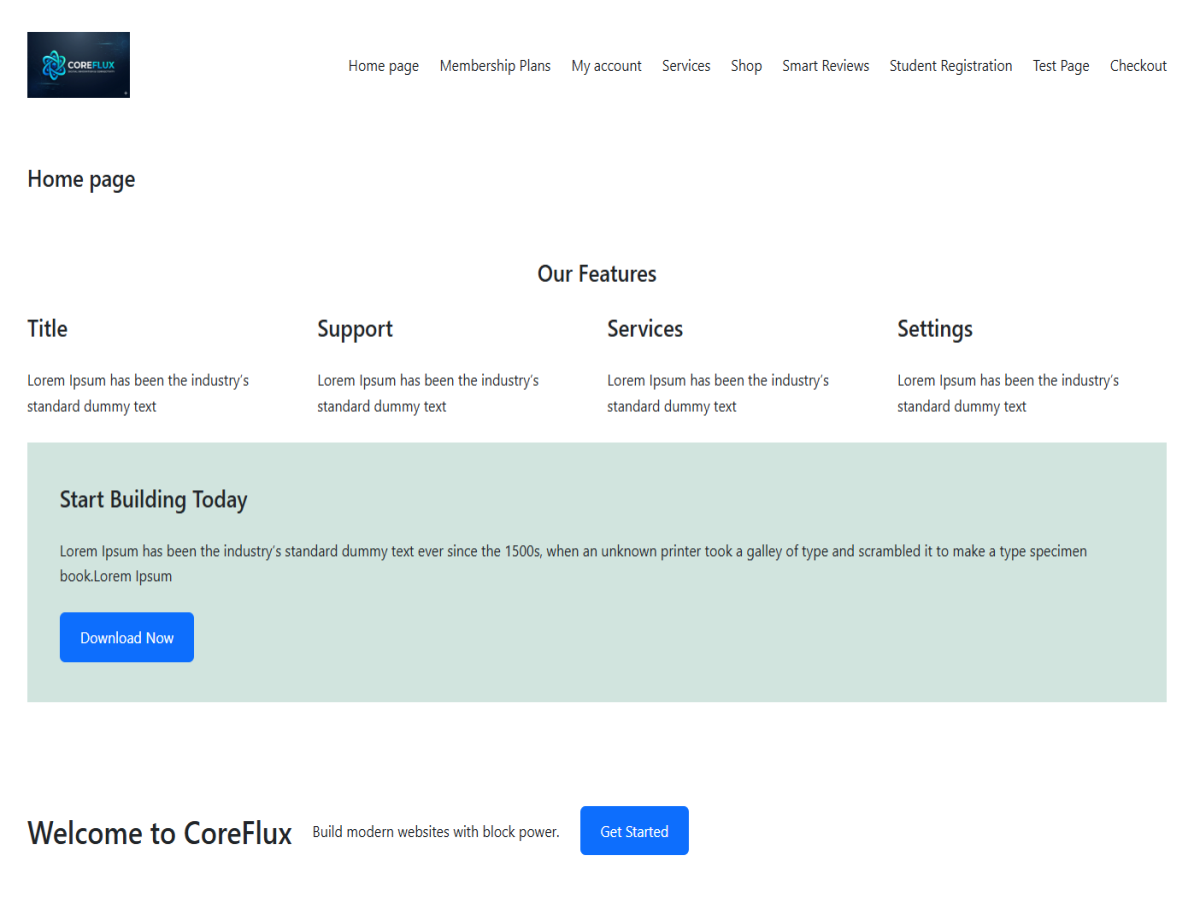 COREFLUX
Home page Membership Plans My account Services Shop Smart Reviews Student Registration Test Page Checkout
Home page
Our Features
Title
Lorem Ipsum has been the industry’s
standard dummy text
Support
Lorem Ipsum has been the industry’s
standard dummy text
Services
Lorem Ipsum has been the industry’s
standard dummy text
Settings
Lorem Ipsum has been the industry’s
standard dummy text
Start Building Today
Lorem Ipsum has been the industry’s standard dummy text ever since the 1500s, when an unknown printer took a galley of type and scrambled it to make a type specimen
book.Lorem Ipsum
Download Now
Welcome to CoreFlux
Build modern websites with block power.
Get Started